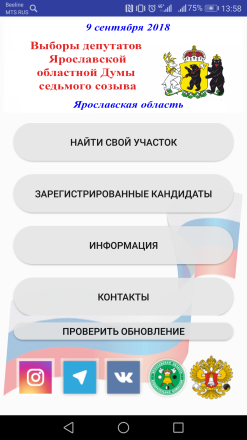 Beeline
MTS RUS
75%
13:58
9 сентября 2018
Выборы депутатов
Ярославской
областной Думы
седьмого созыва
Ярославская область
НАЙТИ СВОЙ УЧАСТОК
ЗАРЕГИСТРИРОВАННЫЕ КАНДИДАТЫ
ИНФОРМАЦИЯ
КОНТАКТЫ
ПРОВЕРИТЬ ОБНОВЛЕНИЕ